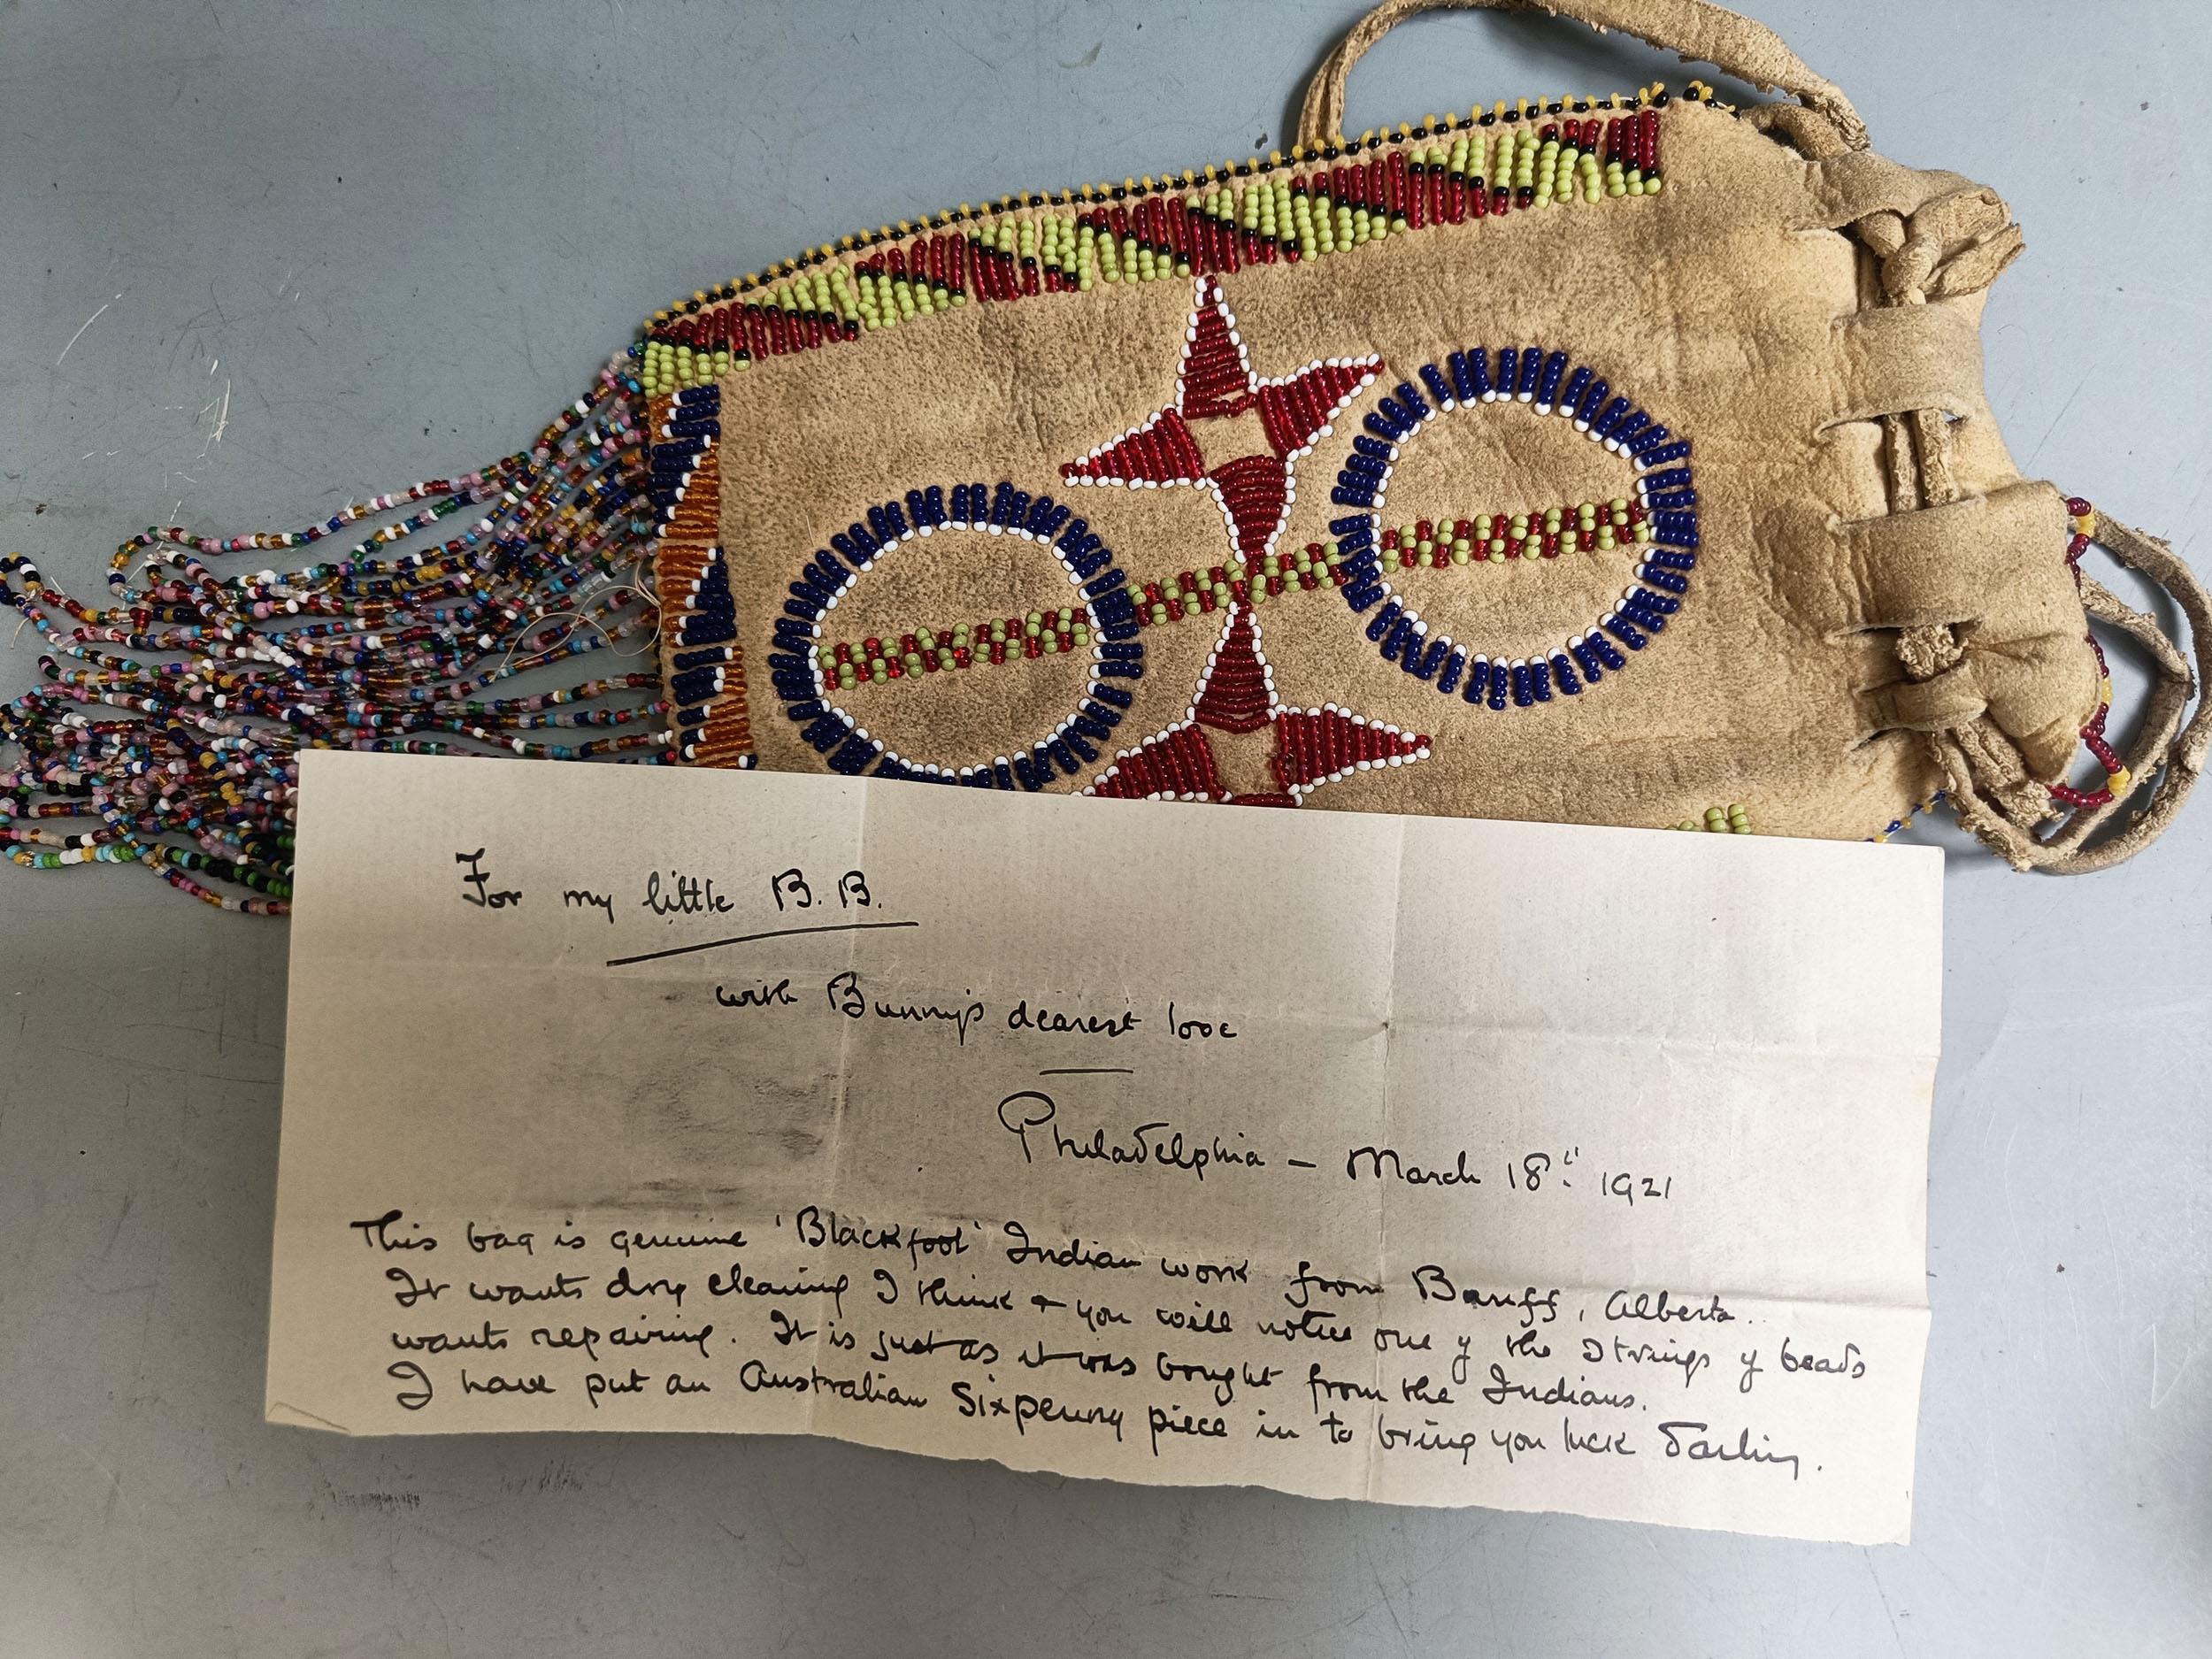 For my little B. B.
with Bunny's dearest love
Philadelphia - March 18th 1921
This bag is genuine 'Blackfoot' Indian work from Banff, Alberta.
It wants dry cleaning I think & you will notice one of the strings of beads
wants repairing. It is just as it was bought from the Indians.
I have put an Australian Sixpenny piece in to bring you luck darling.